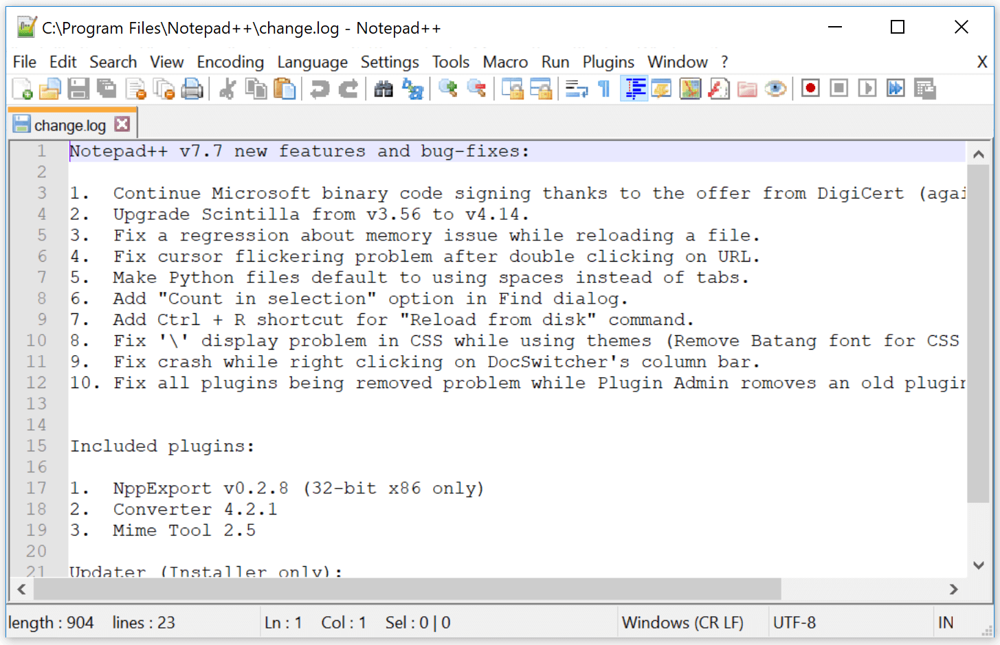 C:\Program Files\Notepad++\change.log - Notepad++
File Edit Search View Encoding Language Settings Tools Macro Run Plugins Window ? X
change.log
1 Notepad++ v7.7 new features and bug-fixes:
2
3 1. Continue Microsoft binary code signing thanks to the offer from DigiCert (agai
4 2. Upgrade Scintilla from v3.56 to v4.14.
5 3. Fix a regression about memory issue while reloading a file.
6 4. Fix cursor flickering problem after double clicking on URL.
7 5. Make Python files default to using spaces instead of tabs.
8 6. Add "Count in selection" option in Find dialog.
9 7. Add Ctrl + R shortcut for "Reload from disk" command.
10 8. Fix '\' display problem in CSS while using themes (Remove Batang font for CSS
11 9. Fix crash while right clicking on DocSwitcher's column bar.
12 10. Fix all plugins being removed problem while Plugin Admin romoves an old plugin
13
14
15 Included plugins:
16
17 1. NppExport v0.2.8 (32-bit x86 only)
18 2. Converter 4.2.1
19 3. Mime Tool 2.5
20
21 Updater (Installer only):
length : 904 lines : 23 Ln : 1 Col : 1 Sel : 0 | 0 Windows (CR LF) UTF-8 IN